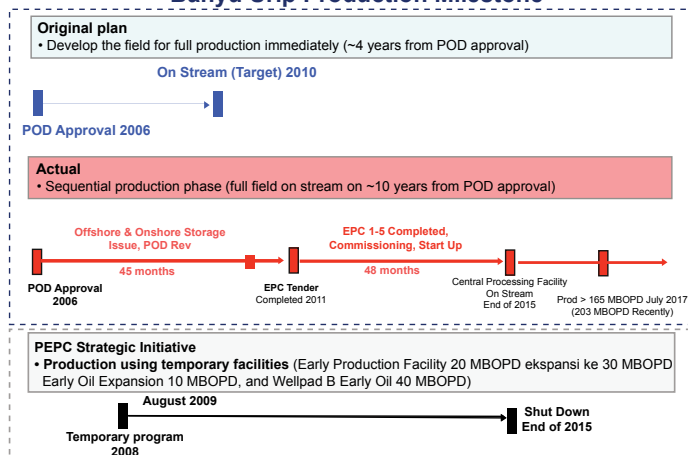 Banyu Urip Production Milestone
Original plan
• Develop the field for full production immediately (~4 years from POD approval)
On Stream (Target) 2010
POD Approval 2006
Actual
• Sequential production phase (full field on stream on ~10 years from POD approval)
Offshore & Onshore Storage
Issue, POD Rev
45 months
EPC 1-5 Completed,
Commissioning, Start Up
48 months
POD Approval
2006
EPC Tender
Completed 2011
Central Processing Facility
On Stream
End of 2015
Prod > 165 MBOPD July 2017
(203 MBOPD Recently)
PEPC Strategic Initiative
• Production using temporary facilities (Early Production Facility 20 MBOPD ekspansi ke 30 MBOPD
Early Oil Expansion 10 MBOPD, and Wellpad B Early Oil 40 MBOPD)
August 2009
Temporary program
2008
Shut Down
End of 2015